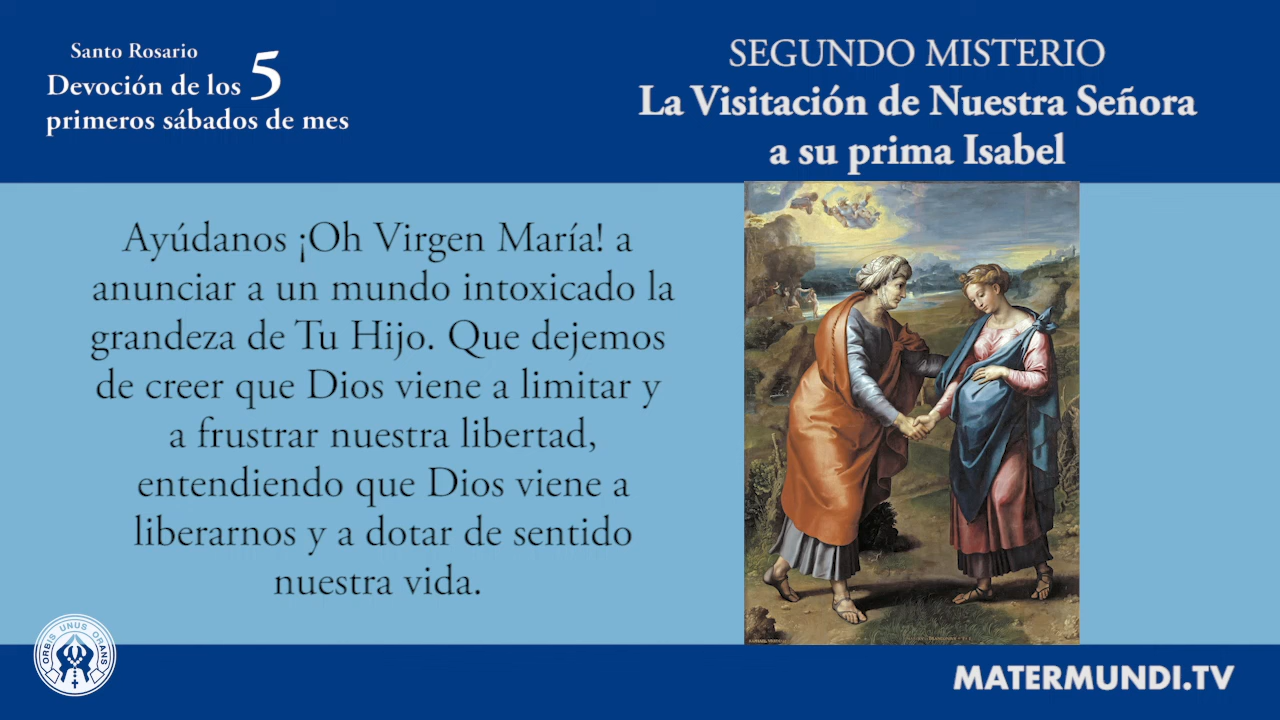 Santo Rosario
Devoción de los 5
primeros sábados de mes
SEGUNDO MISTERIO
La Visitación de Nuestra Señora
a su prima Isabel
Ayúdanos ¡Oh Virgen María! a
anunciar a un mundo intoxicado la
grandeza de Tu Hijo. Que dejemos
de creer que Dios viene a limitar y
a frustrar nuestra libertad,
entendiendo que Dios viene a
liberarnos y a dotar de sentido
nuestra vida.
ORBIS UNUS ORANS
MATERMUNDI.TV